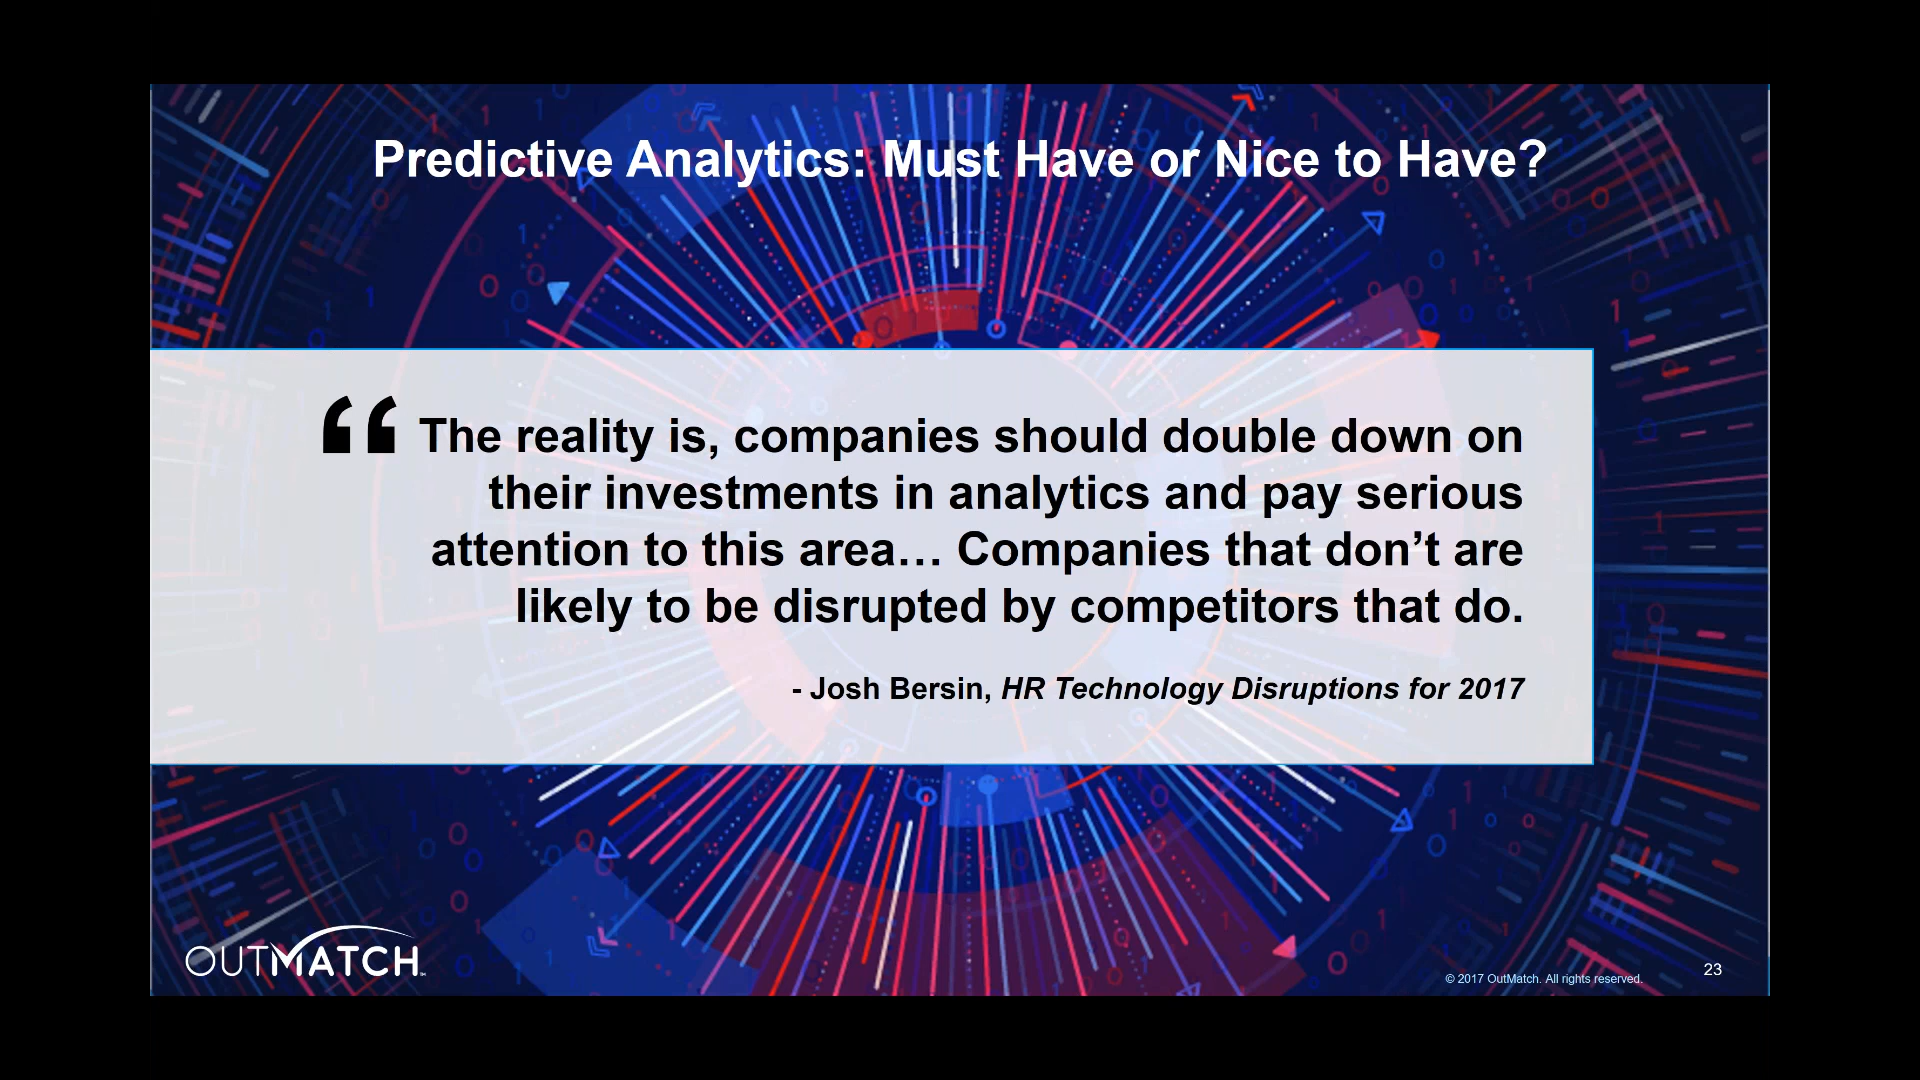 Predictive Analytics: Must Have or Nice to Have?
“ The reality is, companies should double down on
their investments in analytics and pay serious
attention to this area… Companies that don’t are
likely to be disrupted by competitors that do.
- Josh Bersin, HR Technology Disruptions for 2017
OUTMATCH
© 2017 OutMatch. All rights reserved.
23